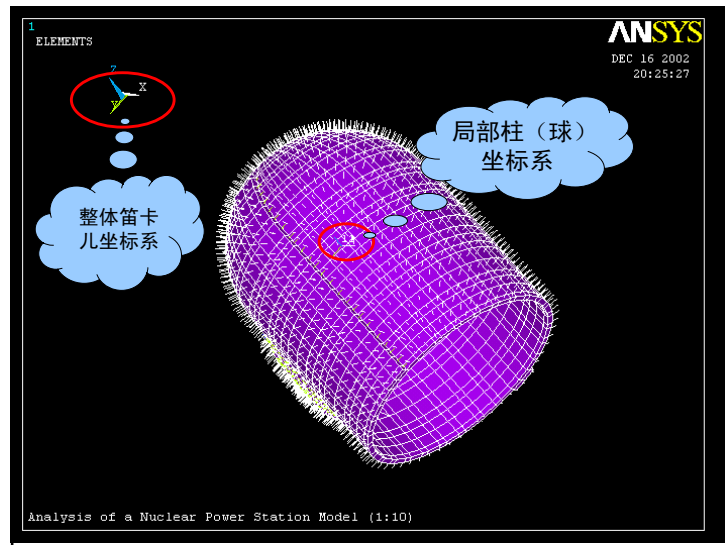 1
ELEMENTS
ANSYS
DEC 16 2002
20:25:27
Z
X
Y
局部柱（球）
坐标系
整体笛卡
儿坐标系
Analysis of a Nuclear Power Station Model (1:10)